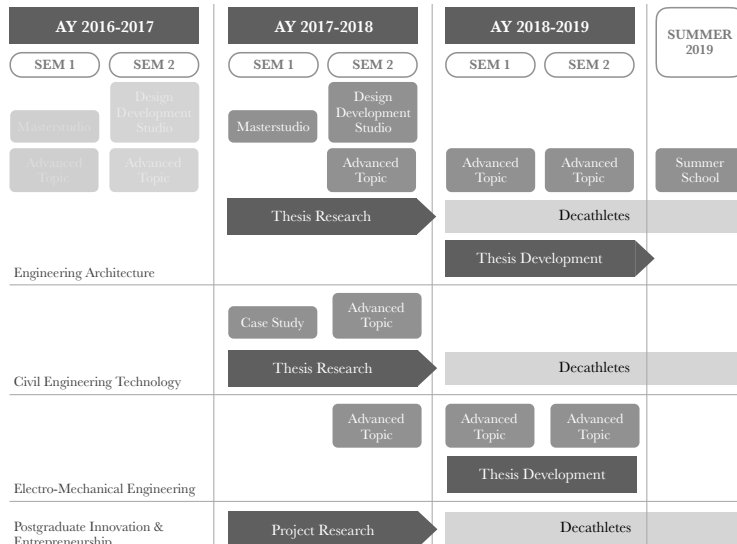 AY 2016-2017
AY 2017-2018
AY 2018-2019
SUMMER
2019
SEM 1
SEM 2
SEM 1
SEM 2
SEM 1
SEM 2
Masterstudio
Design
Development
Studio
Masterstudio
Design
Development
Studio
Advanced
Topic
Advanced
Topic
Advanced
Topic
Advanced
Topic
Advanced
Topic
Summer
School
Thesis Research
Decathletes
Thesis Development
Engineering Architecture
Case Study
Advanced
Topic
Thesis Research
Decathletes
Civil Engineering Technology
Advanced
Topic
Advanced
Topic
Advanced
Topic
Thesis Development
Electro-Mechanical Engineering
Postgraduate Innovation &
Entrepreneurship
Project Research
Decathletes